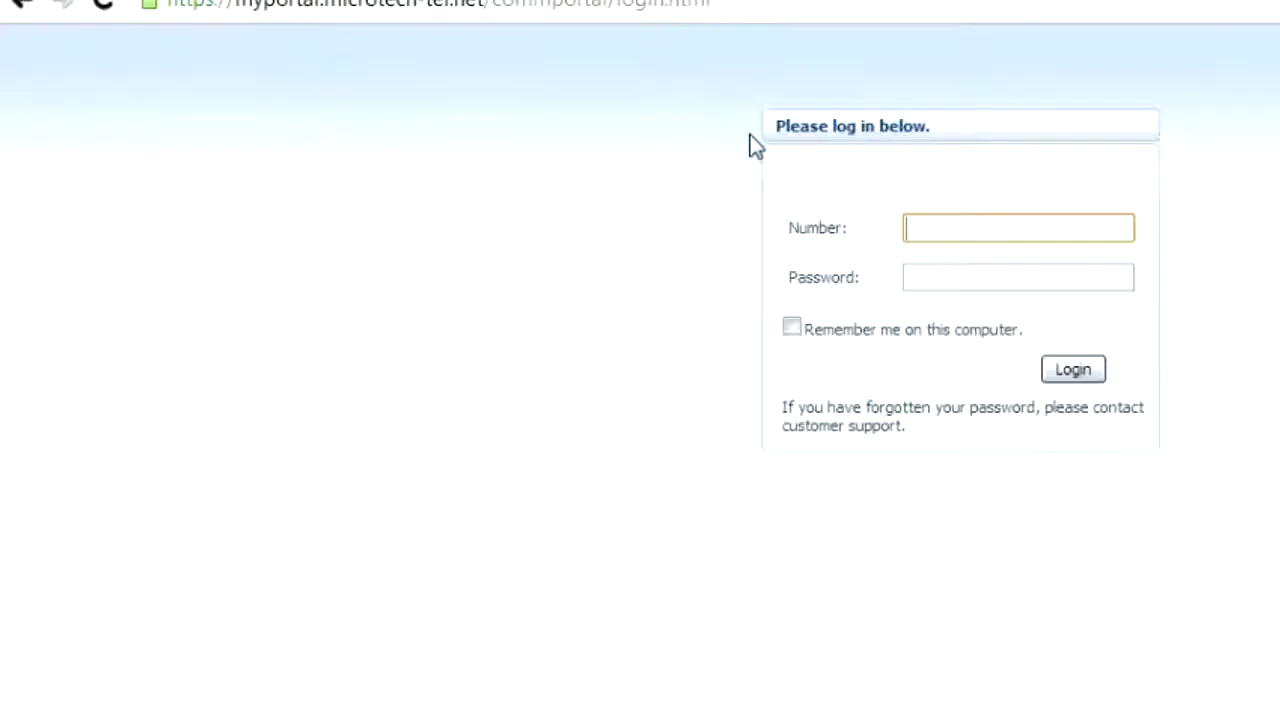 https://myportal.microtech-tel.net/commportal/login.html
Please log in below.
Number:
Password:
Remember me on this computer.
Login
If you have forgotten your password, please contact
customer support.